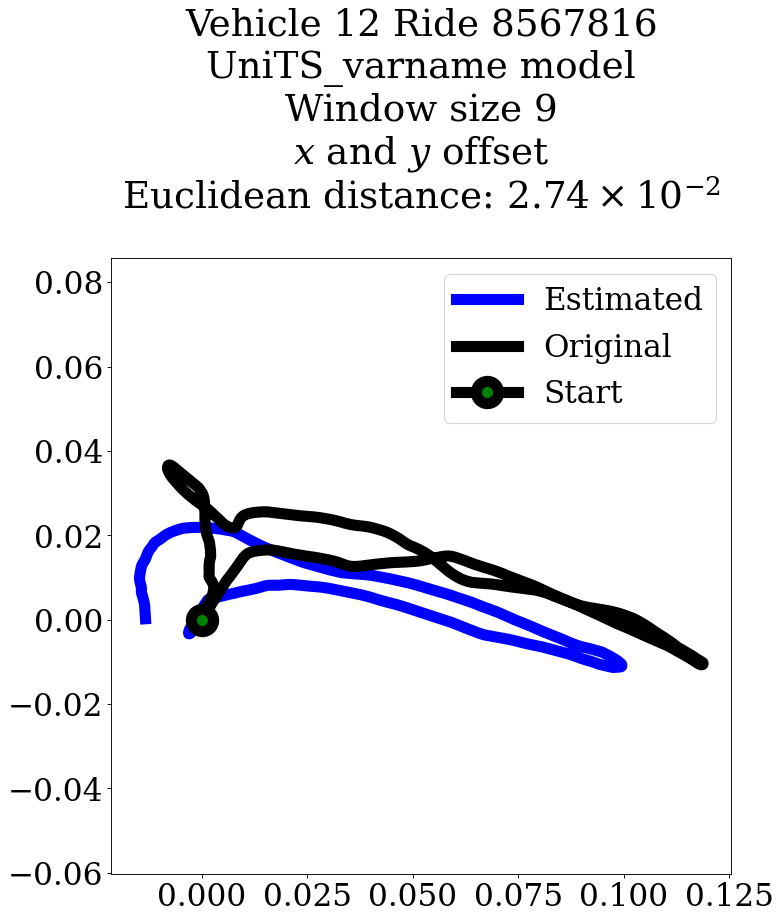 Vehicle 12 Ride 8567816
UniTS_varname model
Window size 9
x and y offset
Euclidean distance: 2.74 × 10⁻²
Estimated
Original
Start
0.08
0.06
0.04
0.02
0.00
−0.02
−0.04
−0.06
0.000 0.025 0.050 0.075 0.100 0.125